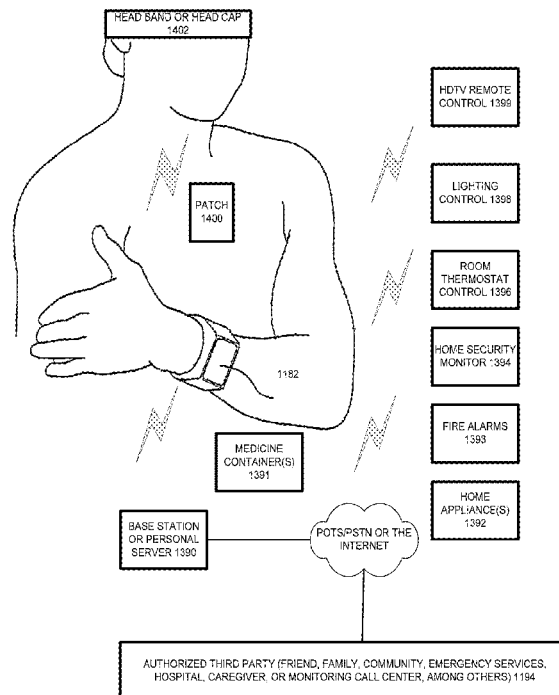 HEAD BAND OR HEAD CAP
1402
HDTV REMOTE
CONTROL 1399
LIGHTING
CONTROL 1398
PATCH
1400
ROOM
THERMOSTAT
CONTROL 1396
HOME SECURITY
MONITOR 1394
1182
FIRE ALARMS
1393
MEDICINE
CONTAINER(S)
1391
HOME
APPLIANCE(S)
1392
BASE STATION
OR PERSONAL
SERVER 1390
POTS/PSTN OR THE
INTERNET
AUTHORIZED THIRD PARTY (FRIEND, FAMILY, COMMUNITY, EMERGENCY SERVICES,
HOSPITAL, CAREGIVER, OR MONITORING CALL CENTER, AMONG OTHERS) 1194